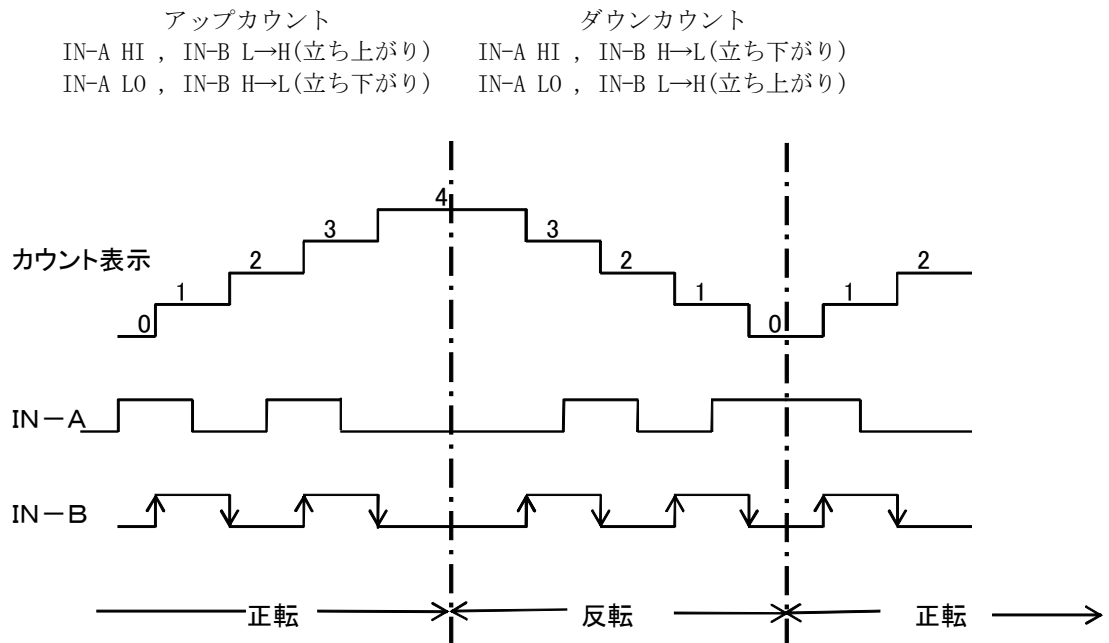 アップカウント ダウンカウント
IN-A HI , IN-B L→H(立ち上がり) IN-A HI , IN-B H→L(立ち下がり)
IN-A LO , IN-B H→L(立ち下がり) IN-A LO , IN-B L→H(立ち上がり)
カウント表示 0 1 2 3 4 3 2 1 0 1 2
IN-A
IN-B
正転 反転 正転